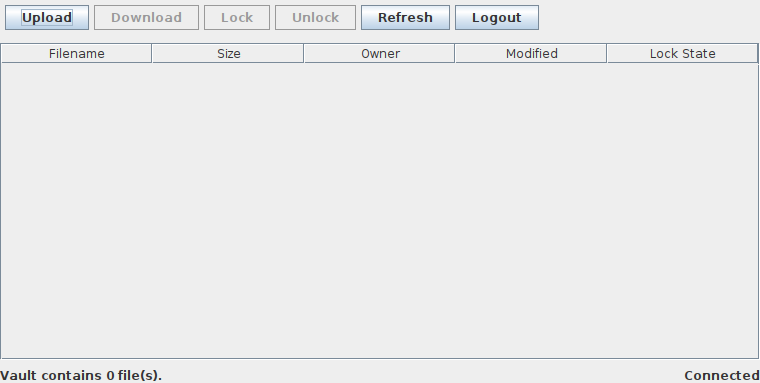 Upload Download Lock Unlock Refresh Logout
Filename Size Owner Modified Lock State
Vault contains 0 file(s). Connected